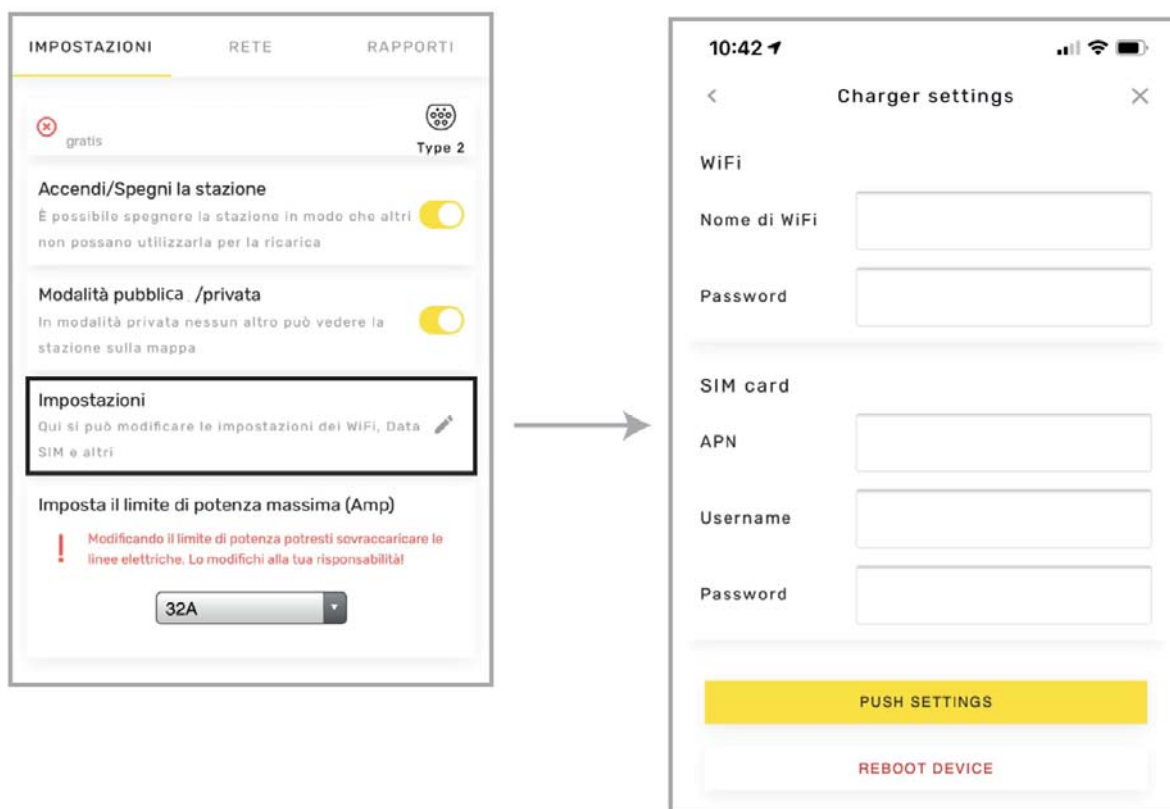 IMPOSTAZIONI RETE RAPPORTI
gratis
Type 2
Accendi/Spegni la stazione
È possibile spegnere la stazione in modo che altri
non possano utilizzarla per la ricarica
Modalità pubblica /privata
In modalità privata nessun altro può vedere la
stazione sulla mappa
Impostazioni
Qui si può modificare le impostazioni dei WiFi, Data
SIM e altri
Imposta il limite di potenza massima (Amp)
! Modificando il limite di potenza potresti sovraccaricare le
linee elettriche. Lo modifichi alla tua risponsabilità!
32A
10:42
Charger settings
WiFi
Nome di WiFi
Password
SIM card
APN
Username
Password
PUSH SETTINGS
REBOOT DEVICE